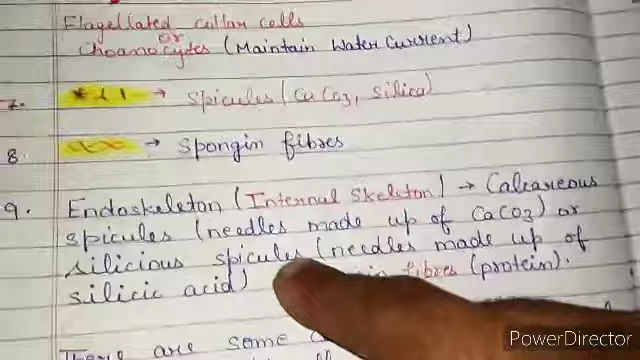 Flagellated collar cells
or
Choanocytes (Maintain Water Current)
7. → Spicules (CaCO3, silica)
8. → Spongin fibres
9. Endoskeleton (Internal Skeleton) → Calcareous
spicules (needles made up of CaCO3) or
silicious spicules (needles made up of
silicic acid) fibres (protein).
There are some
PowerDirector